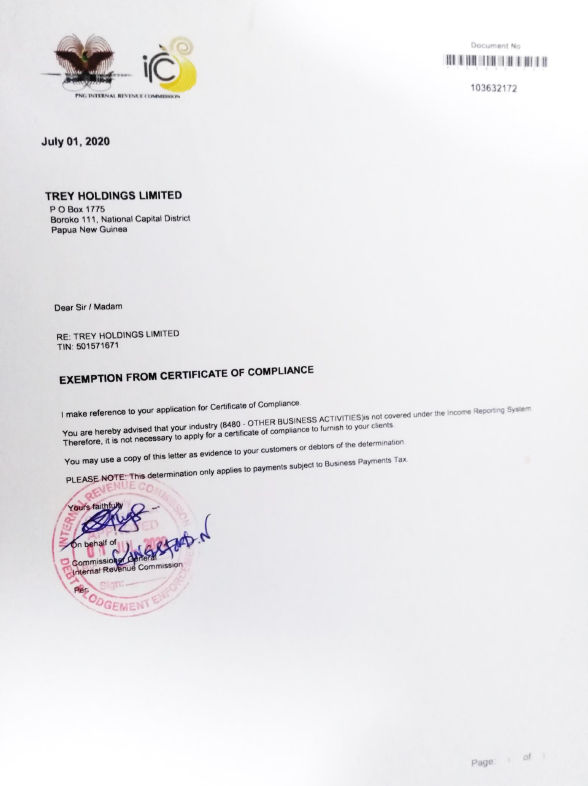 Document No
103632172
irc
PNG INTERNAL REVENUE COMMISSION
July 01, 2020
TREY HOLDINGS LIMITED
P O Box 1775
Boroko 111, National Capital District
Papua New Guinea
Dear Sir / Madam
RE: TREY HOLDINGS LIMITED
TIN: 501571671
EXEMPTION FROM CERTIFICATE OF COMPLIANCE
I make reference to your application for Certificate of Compliance.
You are hereby advised that your industry (8480 - OTHER BUSINESS ACTIVITIES)is not covered under the Income Reporting System.
Therefore, it is not necessary to apply for a certificate of compliance to furnish to your clients.
You may use a copy of this letter as evidence to your customers or debtors of the determination.
PLEASE NOTE: This determination only applies to payments subject to Business Payments Tax.
Yours faithfully
On behalf of
Commissioner General
Internal Revenue Commission
Per:
INTERNAL REVENUE COMMISSION
Sign:
DEBT & LODGEMENT
Page of